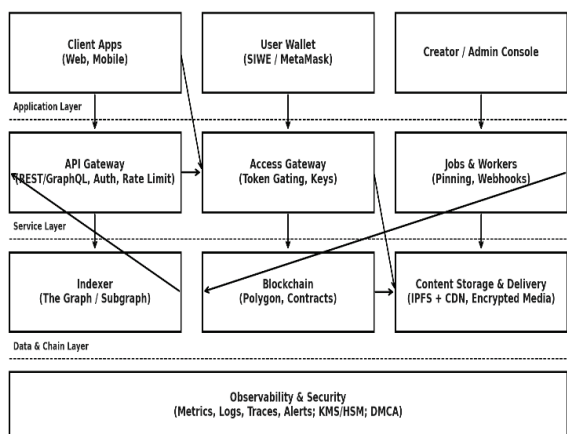 Client Apps
(Web, Mobile)
User Wallet
(SIWE / MetaMask)
Creator / Admin Console
Application Layer
API Gateway
(REST/GraphQL, Auth, Rate Limit)
Access Gateway
(Token Gating, Keys)
Jobs & Workers
(Pinning, Webhooks)
Service Layer
Indexer
(The Graph / Subgraph)
Blockchain
(Polygon, Contracts)
Content Storage & Delivery
(IPFS + CDN, Encrypted Media)
Data & Chain Layer
Observability & Security
(Metrics, Logs, Traces, Alerts; KMS/HSM; DMCA)